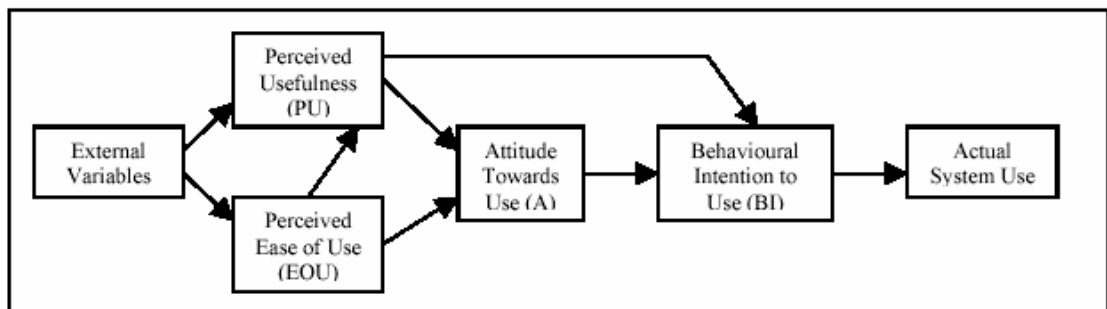 External
Variables
Perceived
Usefulness
(PU)
Perceived
Ease of Use
(EOU)
Attitude
Towards
Use (A)
Behavioural
Intention to
Use (BI)
Actual
System Use